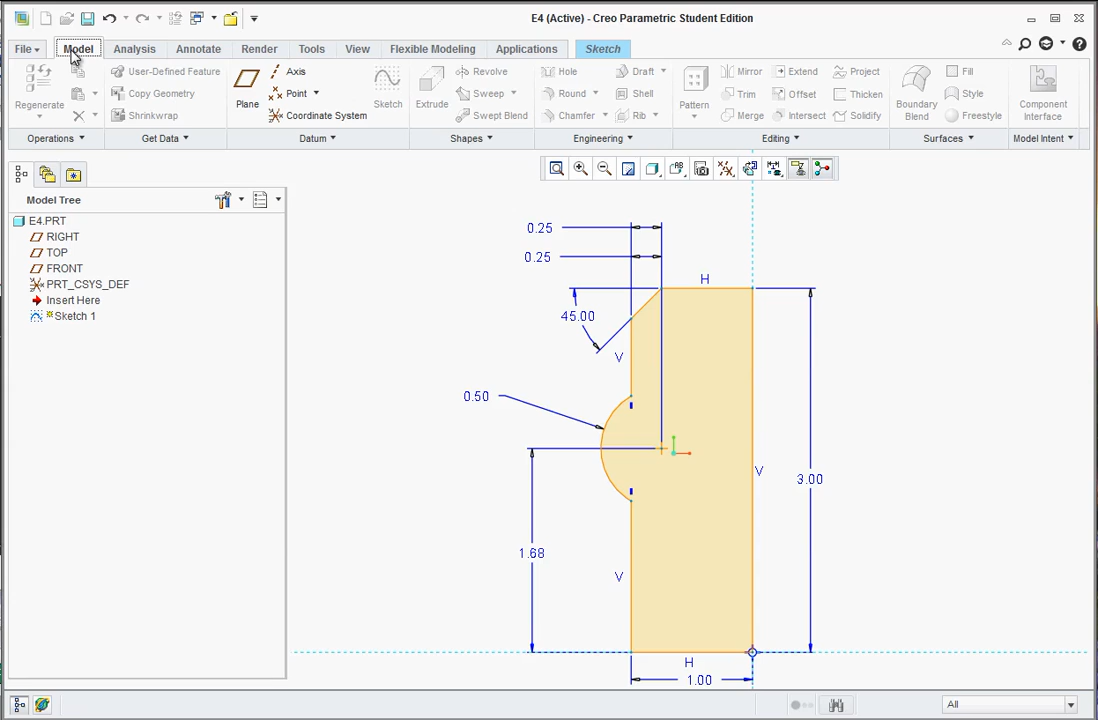 E4 (Active) - Creo Parametric Student Edition
File Model Analysis Annotate Render Tools View Flexible Modeling Applications Sketch
User-Defined Feature Axis Revolve Hole Draft Mirror Extend Project Fill
Copy Geometry Point Sweep Round Shell Trim Offset Thicken Style
Regenerate Plane Sketch Extrude Pattern Boundary Blend Component Interface
Shrinkwrap Coordinate System Swept Blend Chamfer Rib Merge Intersect Solidify Freestyle
Operations Get Data Datum Shapes Engineering Editing Surfaces Model Intent
Model Tree
E4.PRT
RIGHT
TOP
FRONT
PRT_CSYS_DEF
Insert Here
Sketch 1
0.25
0.25
H
45.00
V
0.50
V
3.00
1.68
V
H
1.00
All